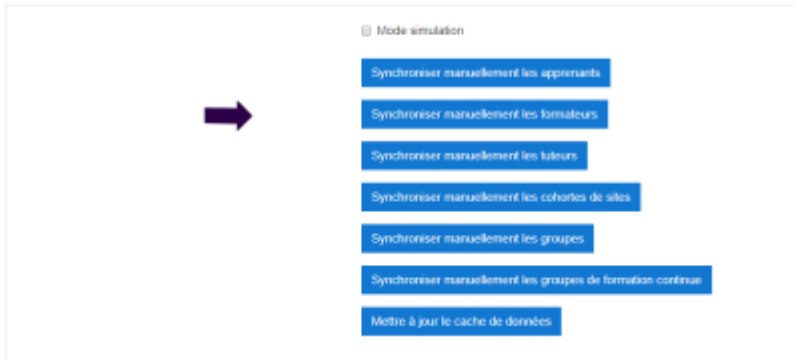 Mode simulation
Synchroniser manuellement les apprenants
Synchroniser manuellement les formateurs
Synchroniser manuellement les tuteurs
Synchroniser manuellement les cohortes de sites
Synchroniser manuellement les groupes
Synchroniser manuellement les groupes de formation continue
Mettre à jour le cache de données